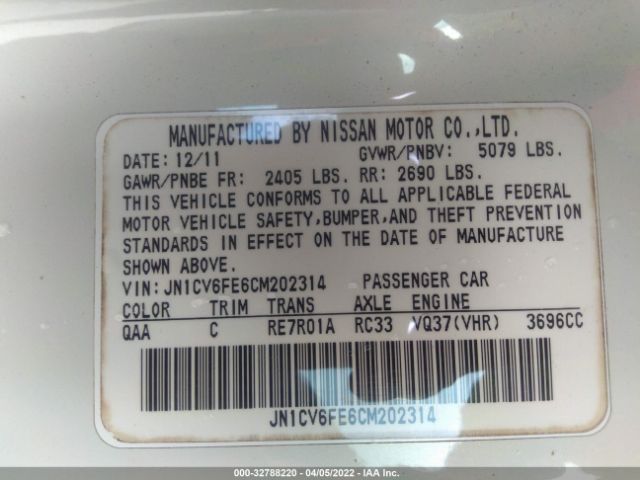 MANUFACTURED BY NISSAN MOTOR CO.,LTD.
DATE: 12/11 GVWR/PNBV: 5079 LBS.
GAWR/PNBE FR: 2405 LBS. RR: 2690 LBS.
THIS VEHICLE CONFORMS TO ALL APPLICABLE FEDERAL
MOTOR VEHICLE SAFETY,BUMPER,AND THEFT PREVENTION
STANDARDS IN EFFECT ON THE DATE OF MANUFACTURE
SHOWN ABOVE.
VIN: JN1CV6FE6CM202314 PASSENGER CAR
COLOR TRIM TRANS AXLE ENGINE
QAA C RE7R01A RC33 VQ37(VHR) 3696CC
JN1CV6FE6CM202314
000-32788220 - 04/05/2022 - IAA Inc.